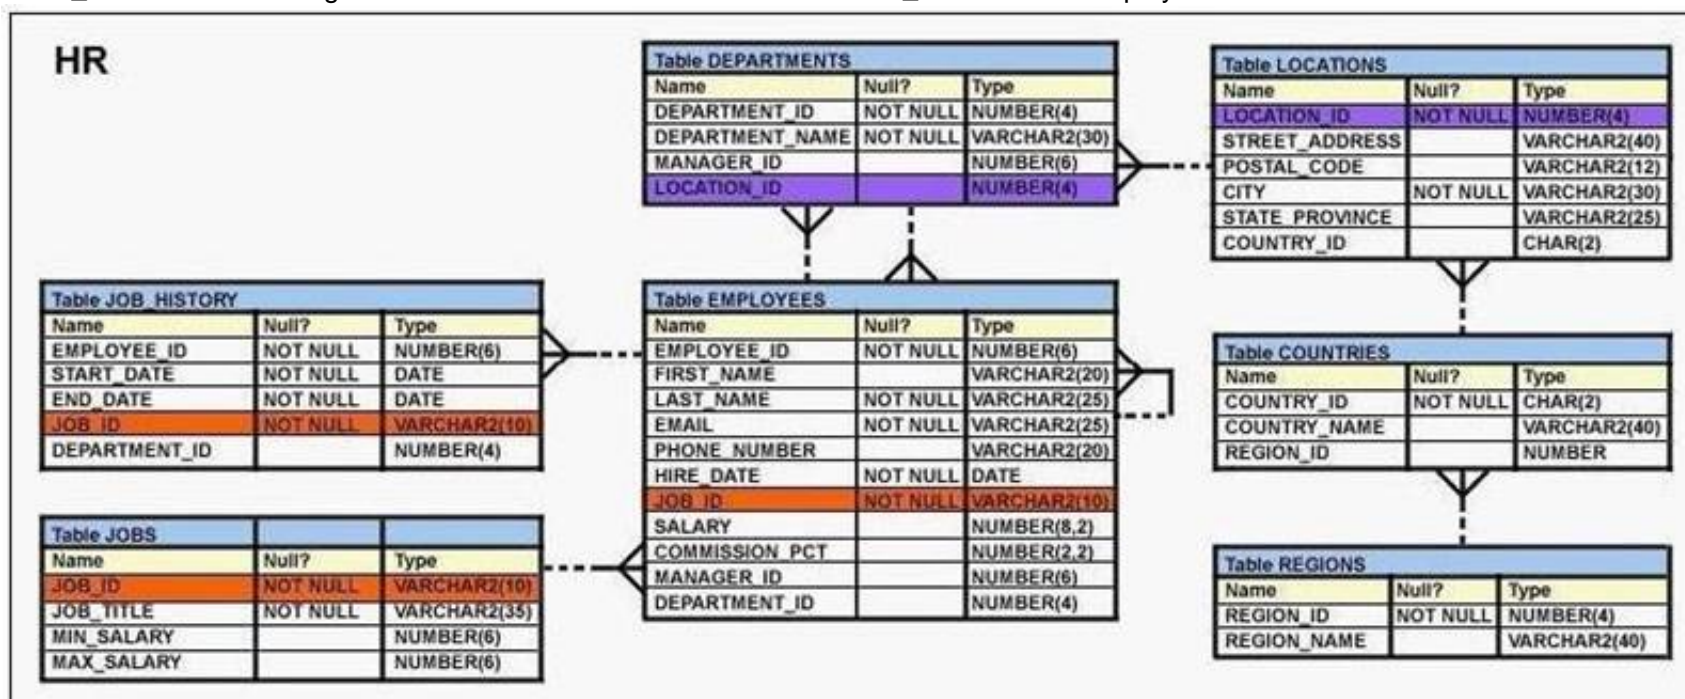 HR
Table DEPARTMENTS
Name Null? Type
DEPARTMENT_ID NOT NULL NUMBER(4)
DEPARTMENT_NAME NOT NULL VARCHAR2(30)
MANAGER_ID NUMBER(6)
LOCATION_ID NUMBER(4)
Table LOCATIONS
Name Null? Type
LOCATION_ID NOT NULL NUMBER(4)
STREET_ADDRESS VARCHAR2(40)
POSTAL_CODE VARCHAR2(12)
CITY NOT NULL VARCHAR2(30)
STATE_PROVINCE VARCHAR2(25)
COUNTRY_ID CHAR(2)
Table JOB_HISTORY
Name Null? Type
EMPLOYEE_ID NOT NULL NUMBER(6)
START_DATE NOT NULL DATE
END_DATE NOT NULL DATE
JOB_ID NOT NULL VARCHAR2(10)
DEPARTMENT_ID NUMBER(4)
Table EMPLOYEES
Name Null? Type
EMPLOYEE_ID NOT NULL NUMBER(6)
FIRST_NAME VARCHAR2(20)
LAST_NAME NOT NULL VARCHAR2(25)
EMAIL NOT NULL VARCHAR2(25)
PHONE_NUMBER VARCHAR2(20)
HIRE_DATE NOT NULL DATE
JOB_ID NOT NULL VARCHAR2(10)
SALARY NUMBER(8,2)
COMMISSION_PCT NUMBER(2,2)
MANAGER_ID NUMBER(6)
DEPARTMENT_ID NUMBER(4)
Table COUNTRIES
Name Null? Type
COUNTRY_ID NOT NULL CHAR(2)
COUNTRY_NAME VARCHAR2(40)
REGION_ID NUMBER
Table JOBS
Name Null? Type
JOB_ID NOT NULL VARCHAR2(10)
JOB_TITLE NOT NULL VARCHAR2(35)
MIN_SALARY NUMBER(6)
MAX_SALARY NUMBER(6)
Table REGIONS
Name Null? Type
REGION_ID NOT NULL NUMBER(4)
REGION_NAME VARCHAR2(40)